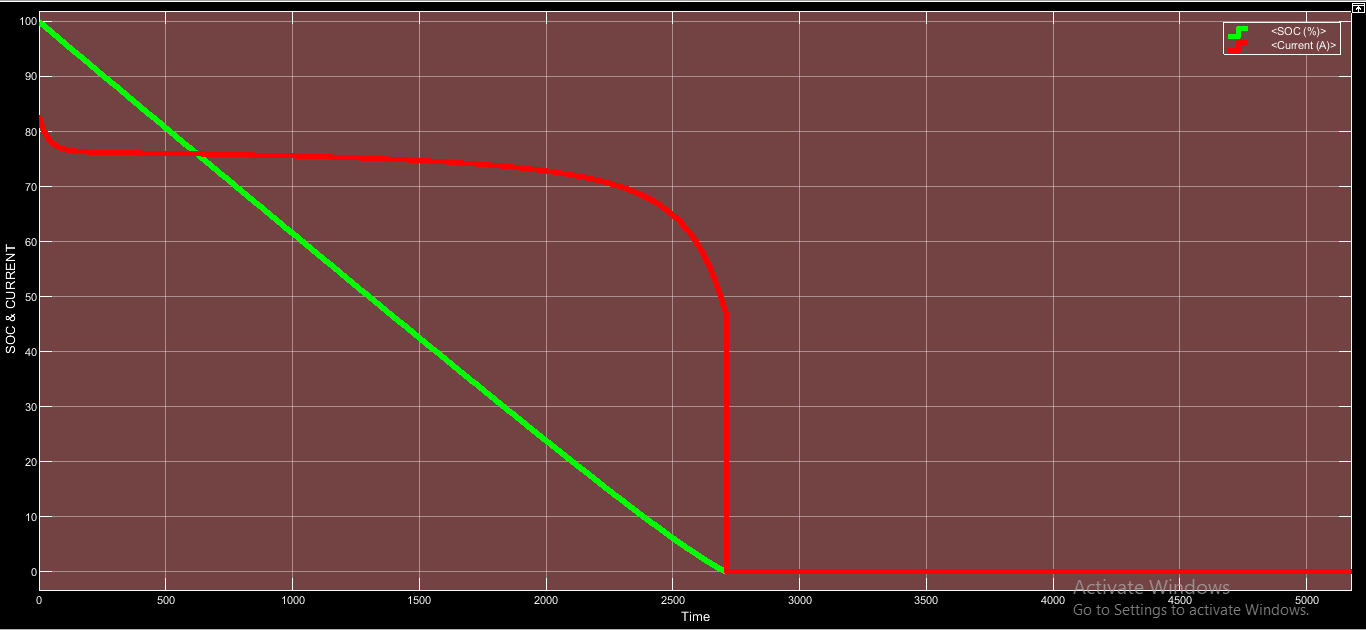 <SOC (%)>
<Current (A)>
100
90
80
70
60
50
40
30
20
10
0
SOC & CURRENT
0 500 1000 1500 2000 2500 3000 3500 4000 4500 5000
Time
Activate Windows
Go to Settings to activate Windows.